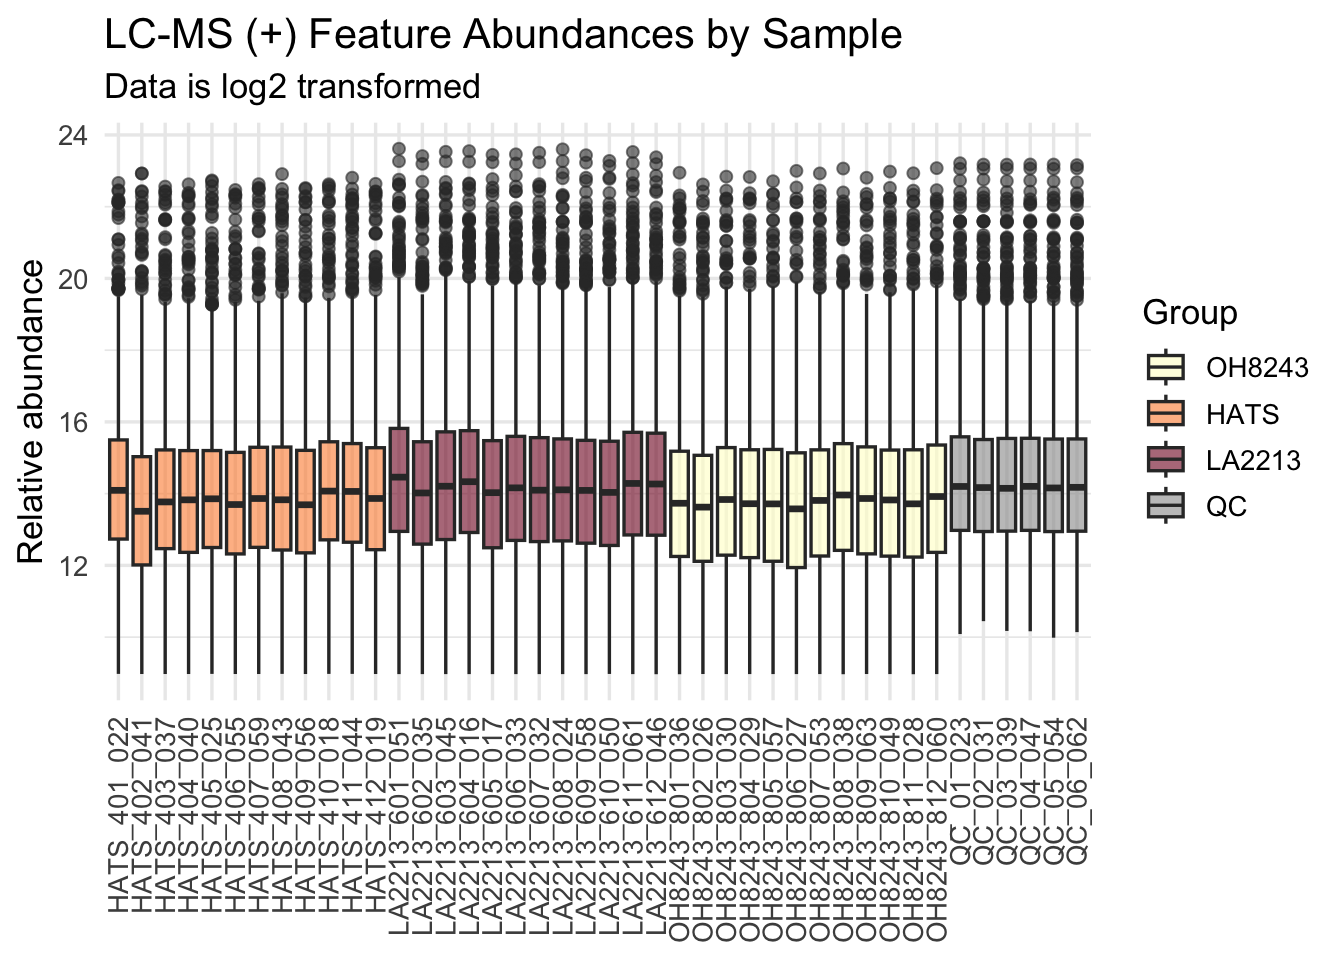 LC-MS (+) Feature Abundances by Sample
Data is log2 transformed
Relative abundance
24
20
16
12
HATS_401_022
HATS_402_041
HATS_403_037
HATS_404_040
HATS_405_025
HATS_406_055
HATS_407_059
HATS_408_043
HATS_409_056
HATS_410_018
HATS_411_044
HATS_412_019
LA2213_601_051
LA2213_602_035
LA2213_603_045
LA2213_604_016
LA2213_605_017
LA2213_606_033
LA2213_607_032
LA2213_608_024
LA2213_609_058
LA2213_610_050
LA2213_611_061
LA2213_612_046
OH8243_801_036
OH8243_802_026
OH8243_803_030
OH8243_804_029
OH8243_805_057
OH8243_806_027
OH8243_807_053
OH8243_808_038
OH8243_809_063
OH8243_810_049
OH8243_811_028
OH8243_812_060
QC_01_023
QC_02_031
QC_03_039
QC_04_047
QC_05_054
QC_06_062
Group
OH8243
HATS
LA2213
QC